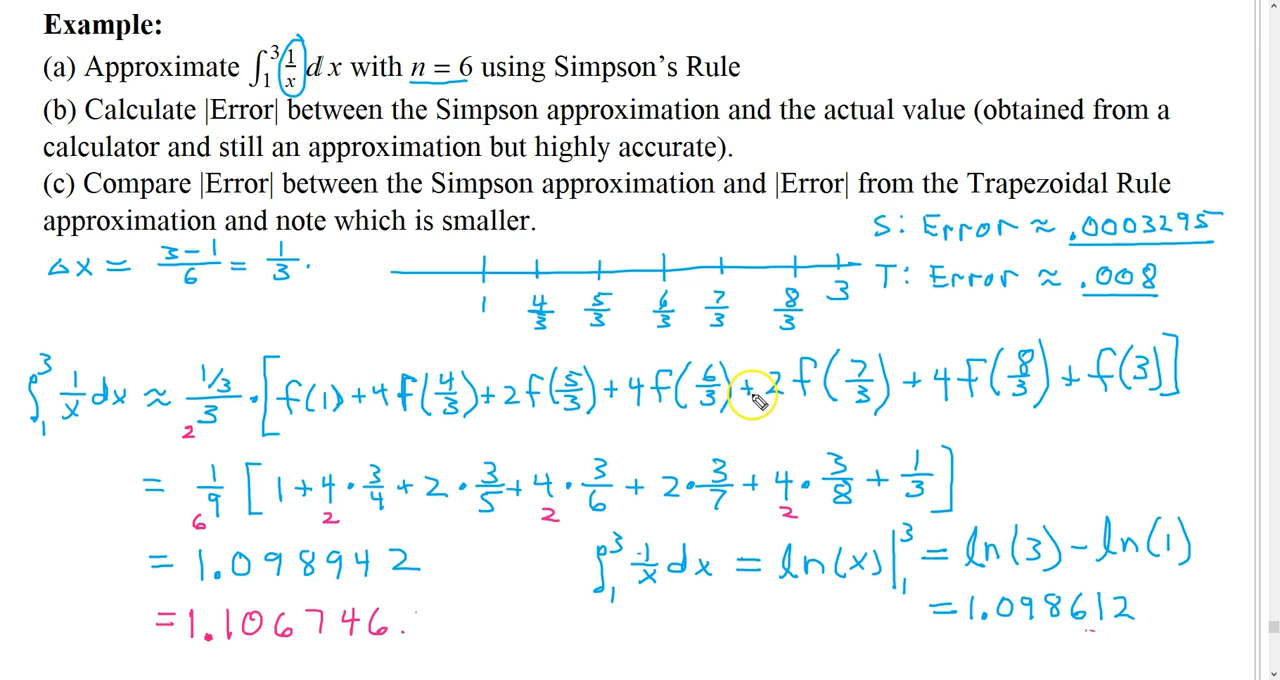 Example:
(a) Approximate ∫₁³ 1/x dx with n = 6 using Simpson's Rule
(b) Calculate |Error| between the Simpson approximation and the actual value (obtained from a
calculator and still an approximation but highly accurate).
(c) Compare |Error| between the Simpson approximation and |Error| from the Trapezoidal Rule
approximation and note which is smaller.
S: Error ≈ .0003295
T: Error ≈ .008
Δx = (3-1)/6 = 1/3.
1 4/3 5/3 6/3 7/3 8/3 3
∫₁³ 1/x dx ≈ (1/3)/3 · [f(1) + 4f(4/3) + 2f(5/3) + 4f(6/3) + 2f(7/3) + 4f(8/3) + f(3)]
2
= 1/9 [1 + 4·3/4 + 2·3/5 + 4·3/6 + 2·3/7 + 4·3/8 + 1/3]
6 2 2 2
= 1.098942
= 1.106746.
∫₁³ 1/x dx = ln(x)|₁³ = ln(3) - ln(1)
= 1.098612